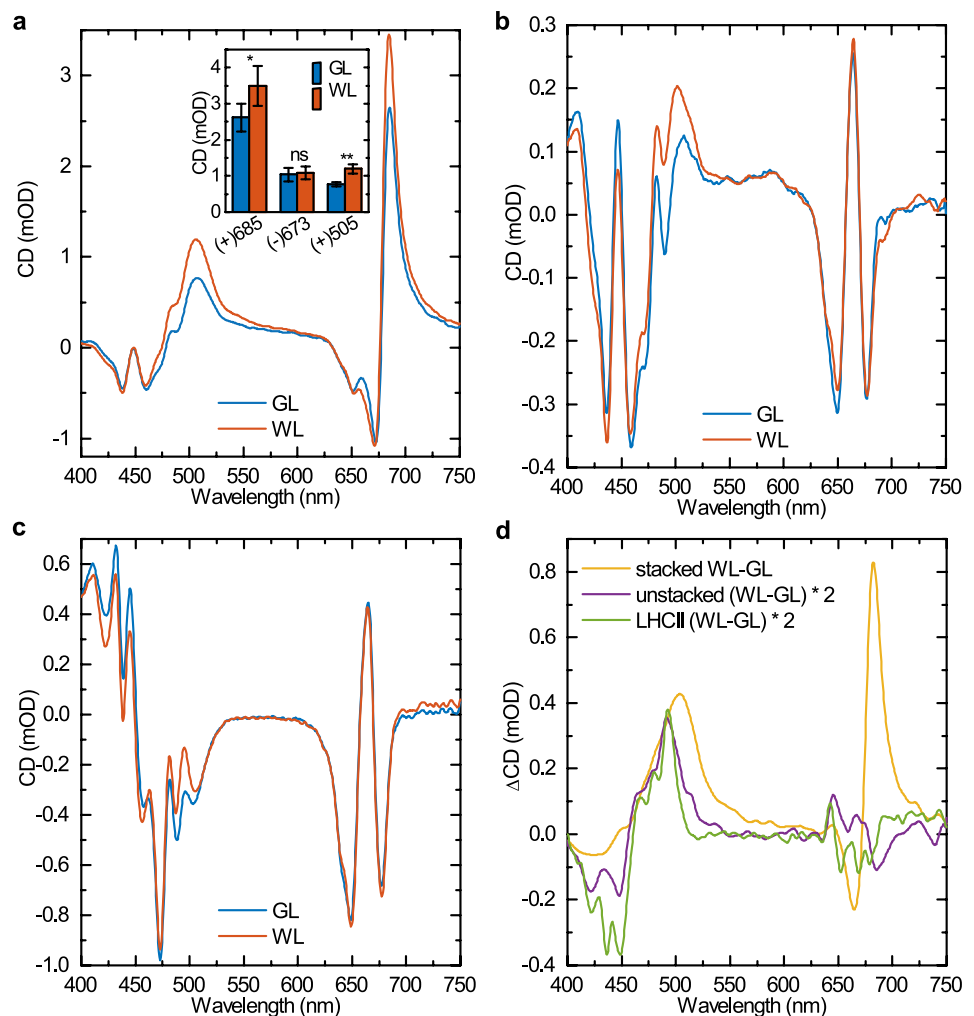 a
CD (mOD)
3
2
1
0
-1
400 450 500 550 600 650 700 750
Wavelength (nm)
GL
WL
CD (mOD)
4
3
2
1
0
* ns **
GL
WL
(+)685 (-)673 (+)505
b
CD (mOD)
0.3
0.2
0.1
0.0
-0.1
-0.2
-0.3
-0.4
400 450 500 550 600 650 700 750
Wavelength (nm)
GL
WL
c
CD (mOD)
0.6
0.4
0.2
0.0
-0.2
-0.4
-0.6
-0.8
-1.0
400 450 500 550 600 650 700 750
Wavelength (nm)
GL
WL
d
ΔCD (mOD)
0.8
0.6
0.4
0.2
0.0
-0.2
-0.4
400 450 500 550 600 650 700 750
Wavelength (nm)
stacked WL-GL
unstacked (WL-GL) * 2
LHCII (WL-GL) * 2